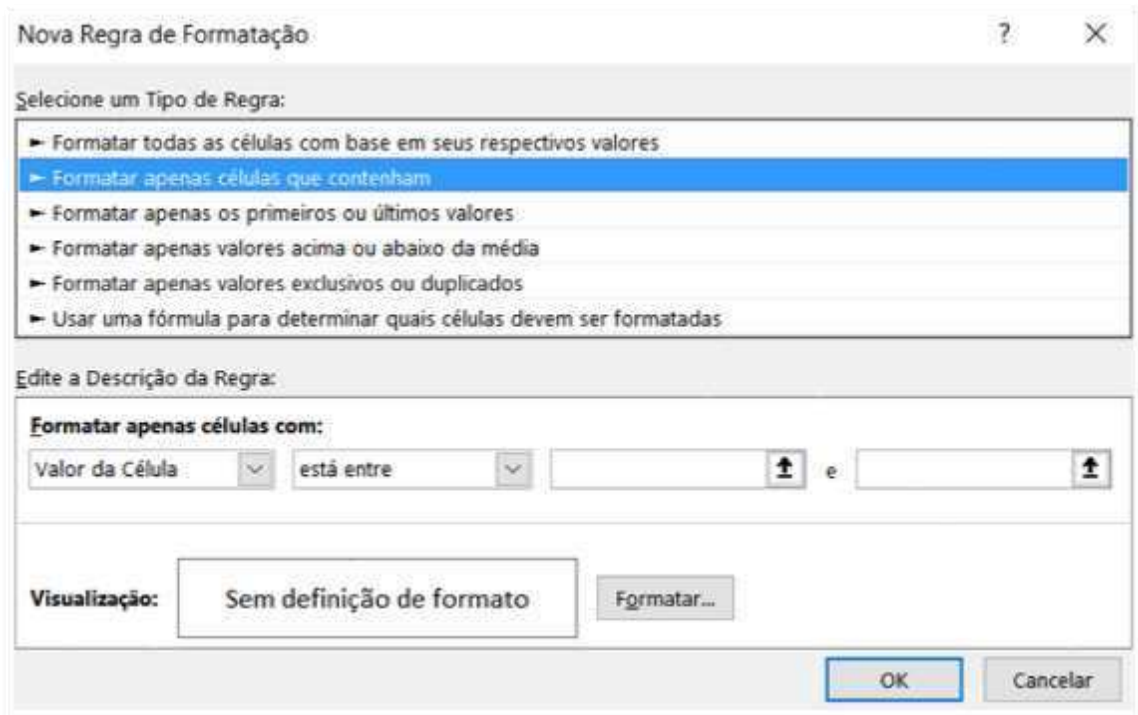 Nova Regra de Formatação ? ×
Selecione um Tipo de Regra:
► Formatar todas as células com base em seus respectivos valores
► Formatar apenas células que contenham
► Formatar apenas os primeiros ou últimos valores
► Formatar apenas valores acima ou abaixo da média
► Formatar apenas valores exclusivos ou duplicados
► Usar uma fórmula para determinar quais células devem ser formatadas
Edite a Descrição da Regra:
Formatar apenas células com:
Valor da Célula está entre e
Visualização: Sem definição de formato Formatar...
OK Cancelar